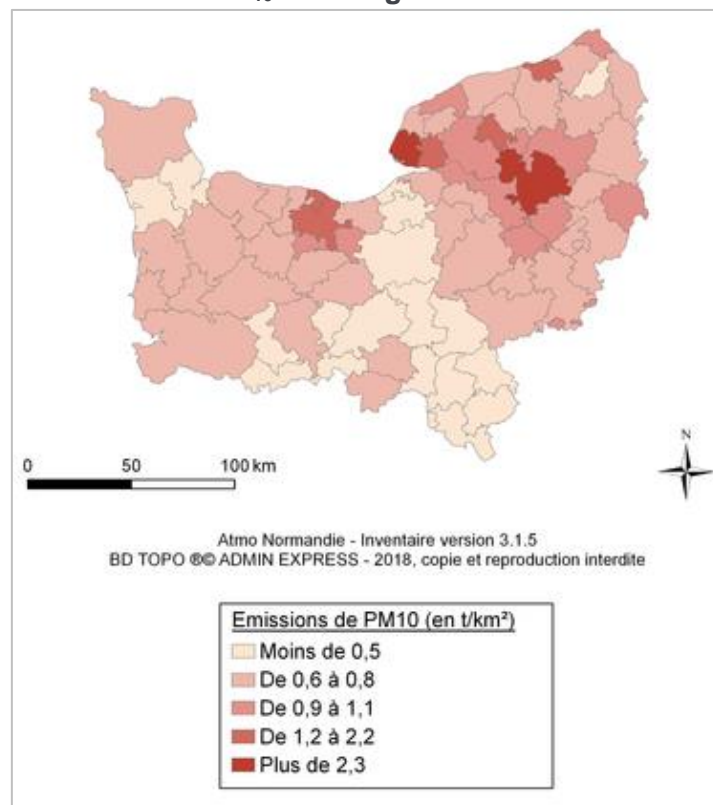 0
50
100 km
N
Atmo Normandie - Inventaire version 3.1.5
BD TOPO ®© ADMIN EXPRESS - 2018, copie et reproduction interdite
Emissions de PM10 (en t/km²)
Moins de 0,5
De 0,6 à 0,8
De 0,9 à 1,1
De 1,2 à 2,2
Plus de 2,3